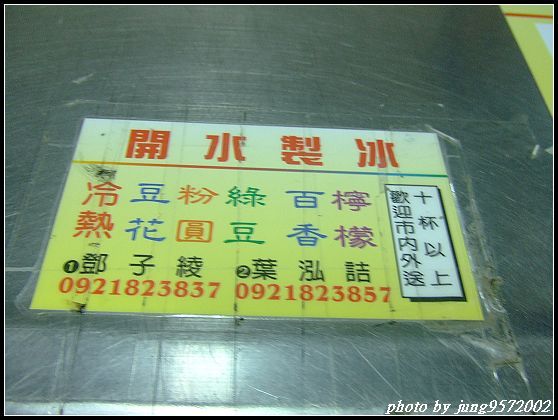 開水製冰
冷熱
豆花
粉圓
綠豆
百香
檸檬
十杯以上
歡迎市內外送
❶鄧子綾
0921823837
❷葉泓詰
0921823857
photo by jung9572002